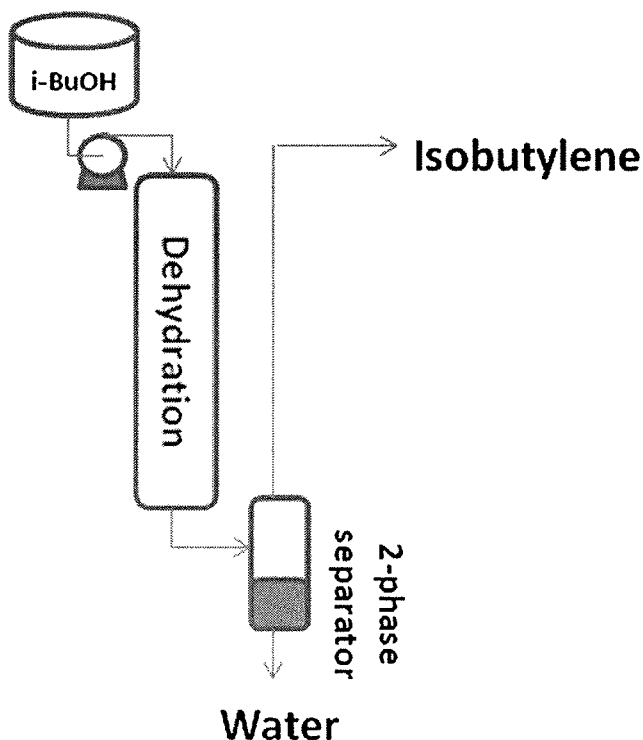 i-BuOH
Isobutylene
Dehydration
2-phase
separator
Water